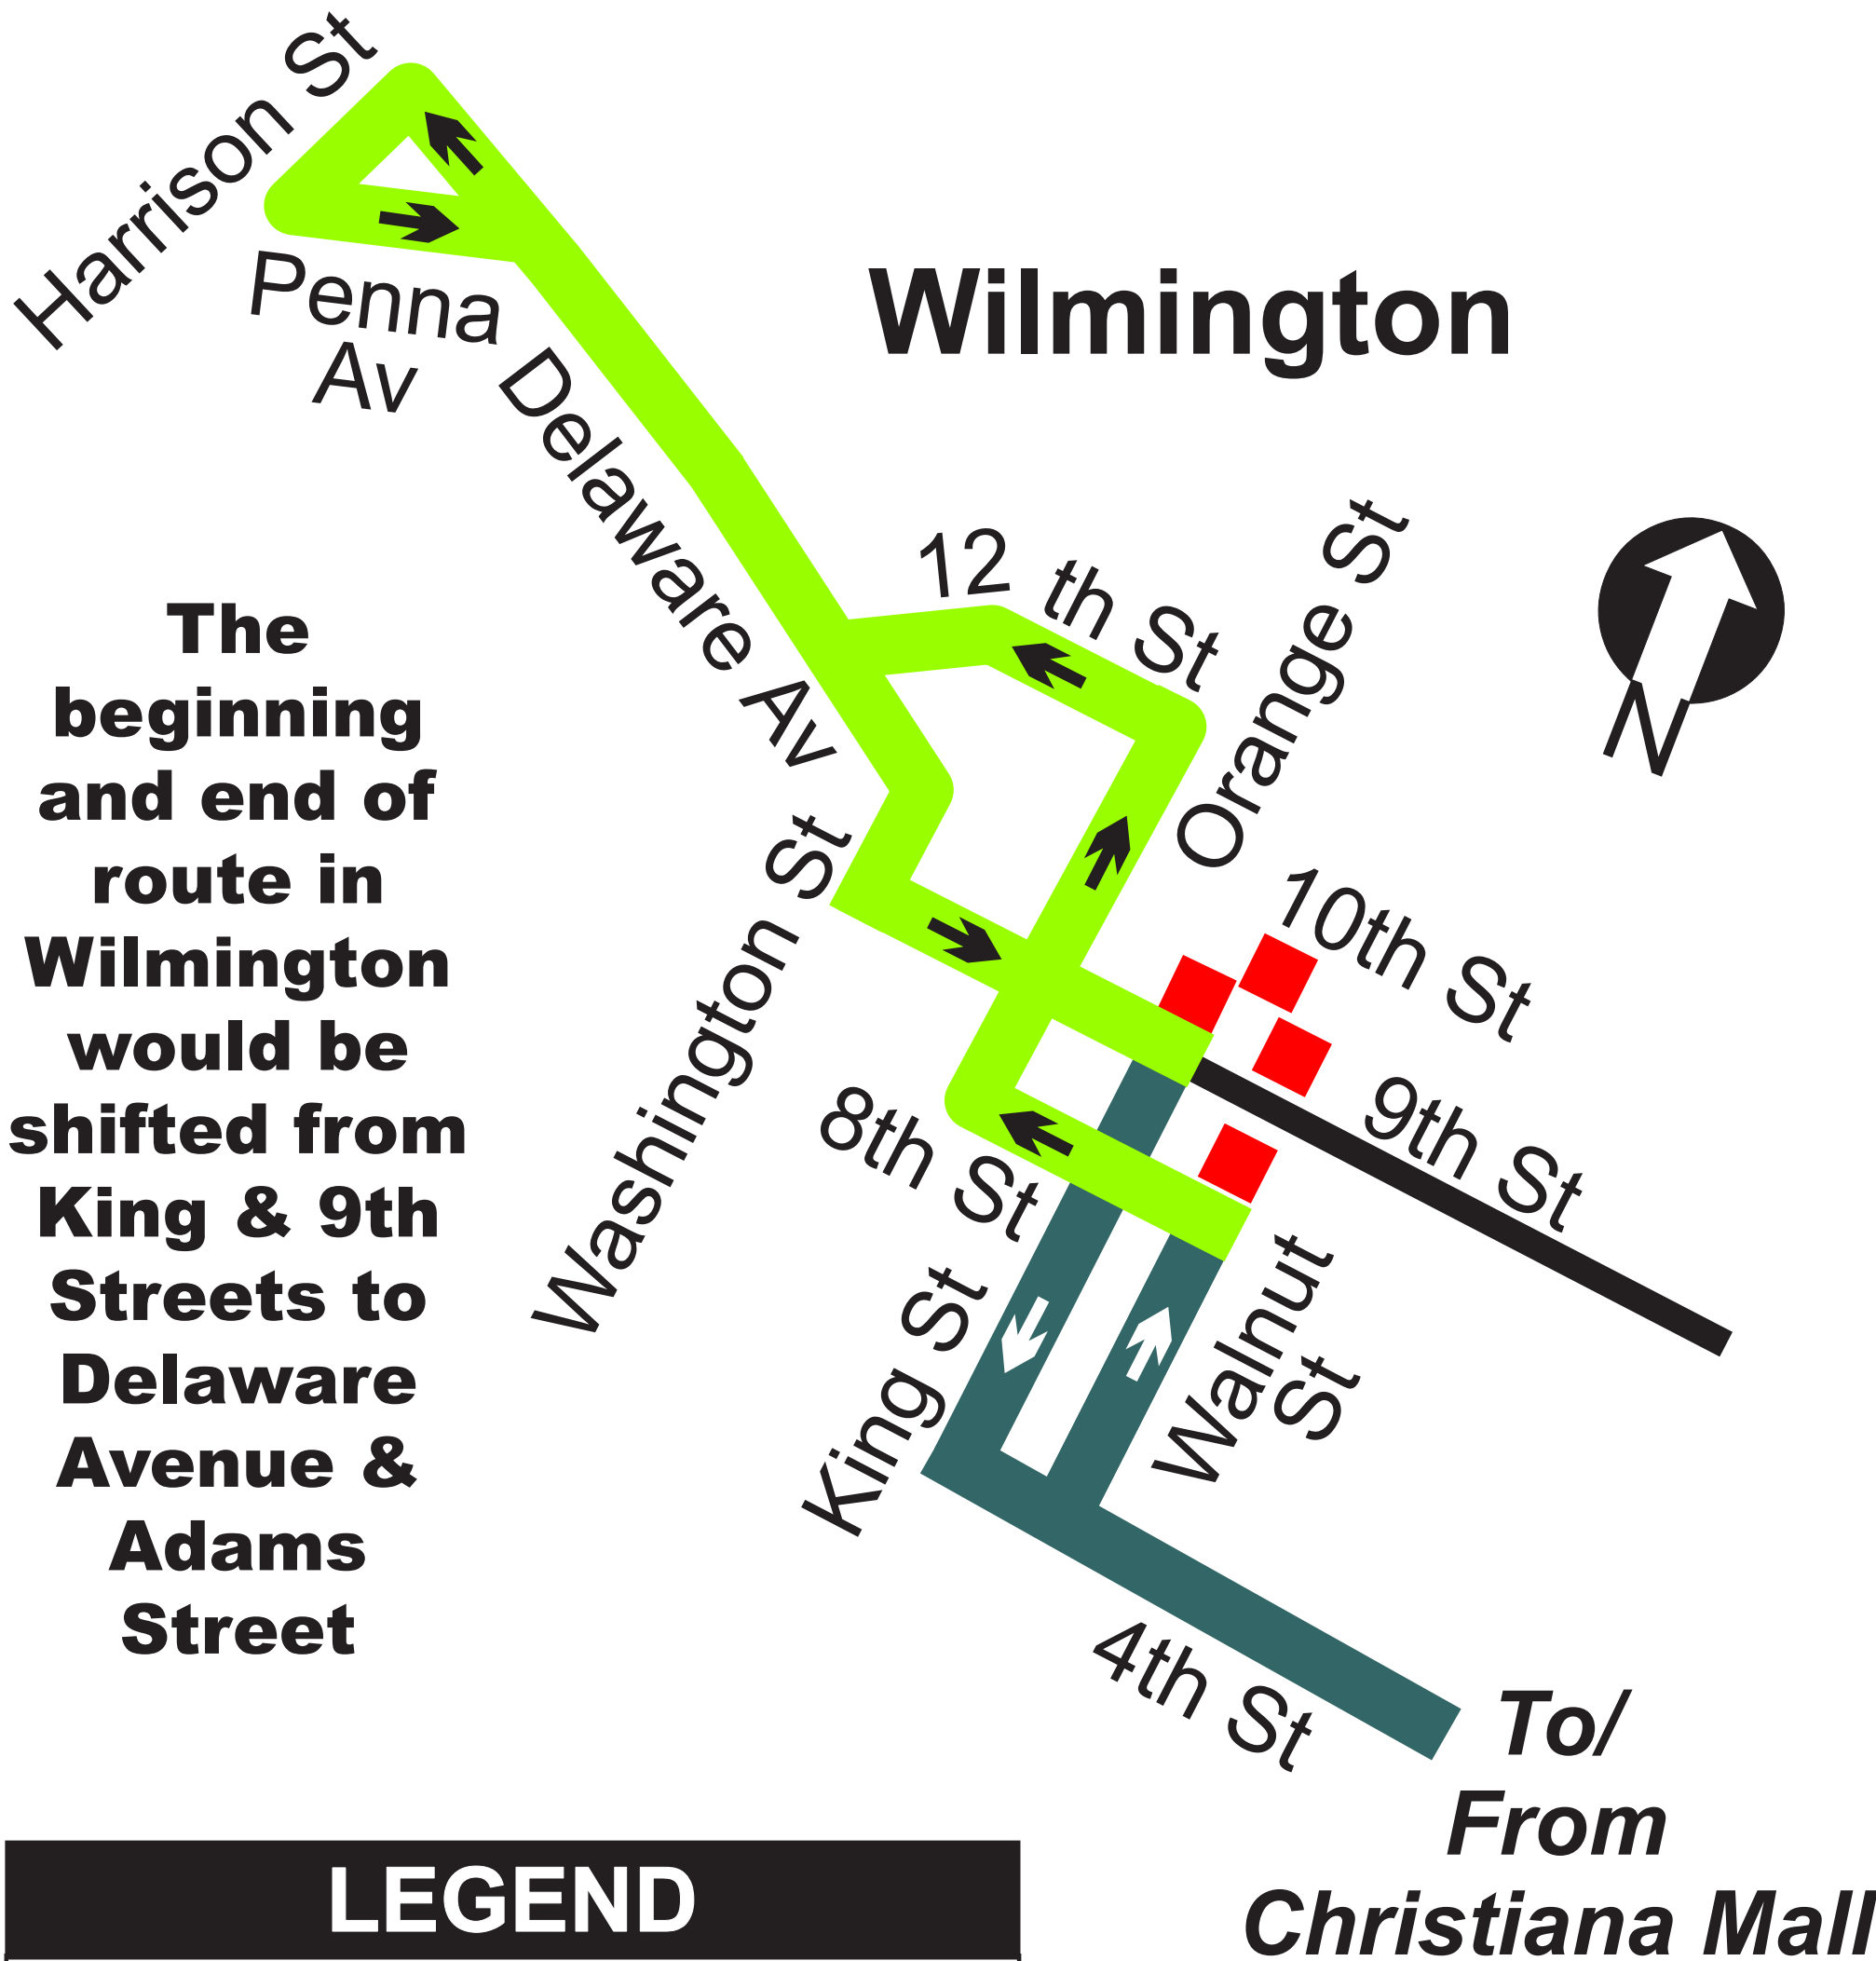 Harrison St
Penna
Av
Wilmington
Delaware Av
12 th St
Orange St
N
The
beginning
and end of
route in
Wilmington
would be
shifted from
King & 9th
Streets to
Delaware
Avenue &
Adams
Street
Washington St
10th St
9th St
8th St
King St
Walnut
St
4th St
To/
From
Christiana Mall
LEGEND